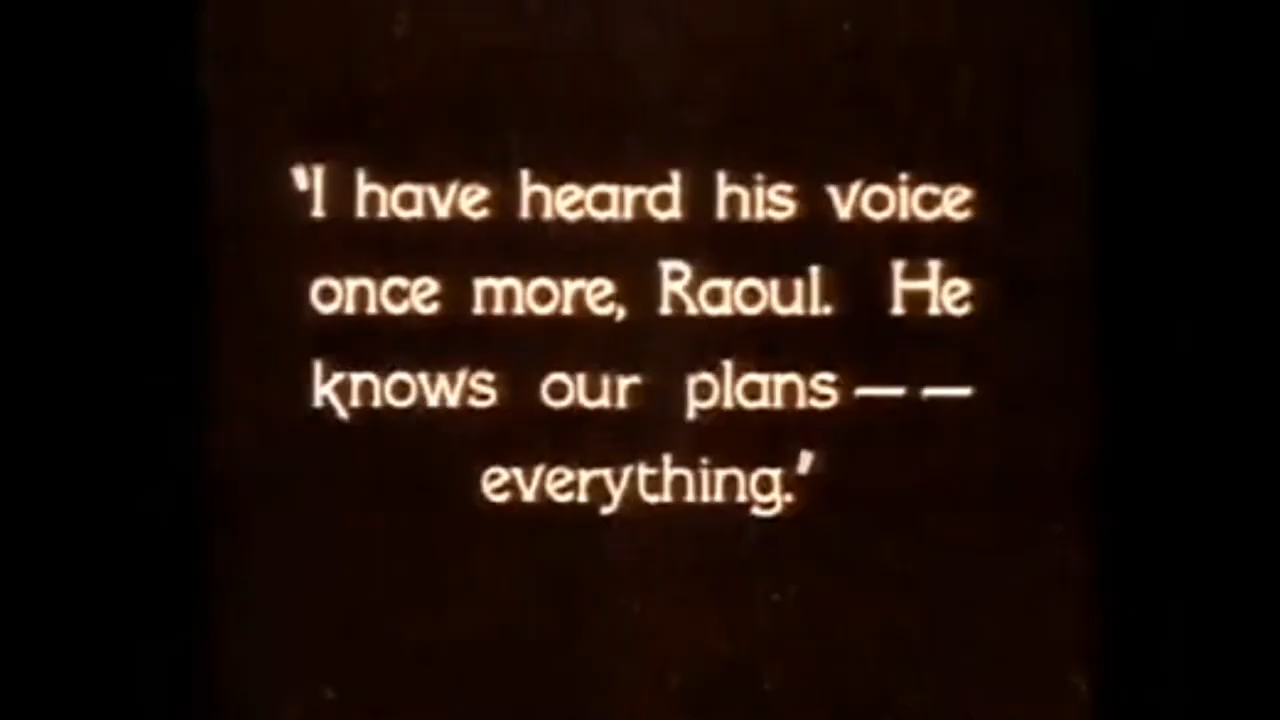 "I have heard his voice
once more, Raoul. He
knows our plans — —
everything."